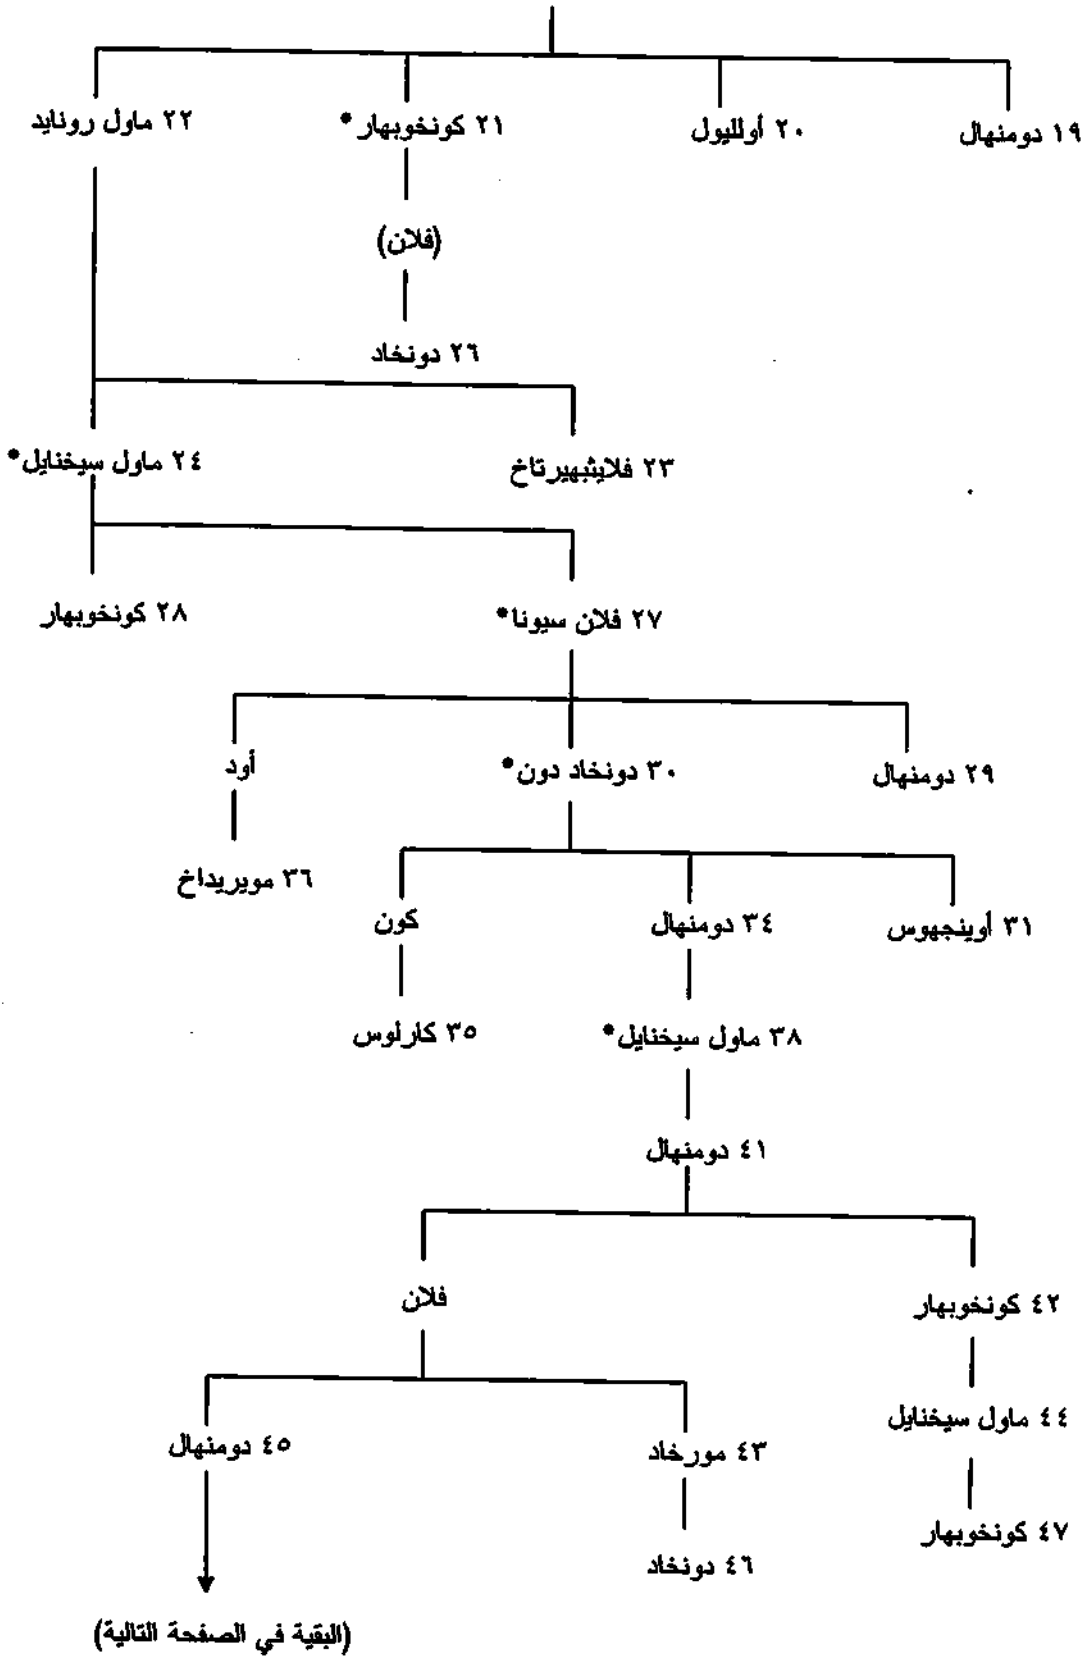 ١٩ دومنهال
٢٠ أولليول
٢١ كونخوبهار*
٢٢ ماول رونايد
(فلان)
٢٦ دونخاد
٢٣ فلايثبهيرتاخ
٢٤ ماول سيخنايل*
٢٧ فلان سيونا*
٢٨ كونخوبهار
٢٩ دومنهال
٣٠ دونخاد دون*
أود
٣٦ مويريداخ
٣١ أوينجهوس
٣٤ دومنهال
كون
٣٨ ماول سيخنايل*
٣٥ كارلوس
٤١ دومنهال
٤٢ كونخوبهار
فلان
٤٤ ماول سيخنايل
٤٣ مورخاد
٤٥ دومنهال
٤٧ كونخوبهار
٤٦ دونخاد
(البقية في الصفحة التالية)